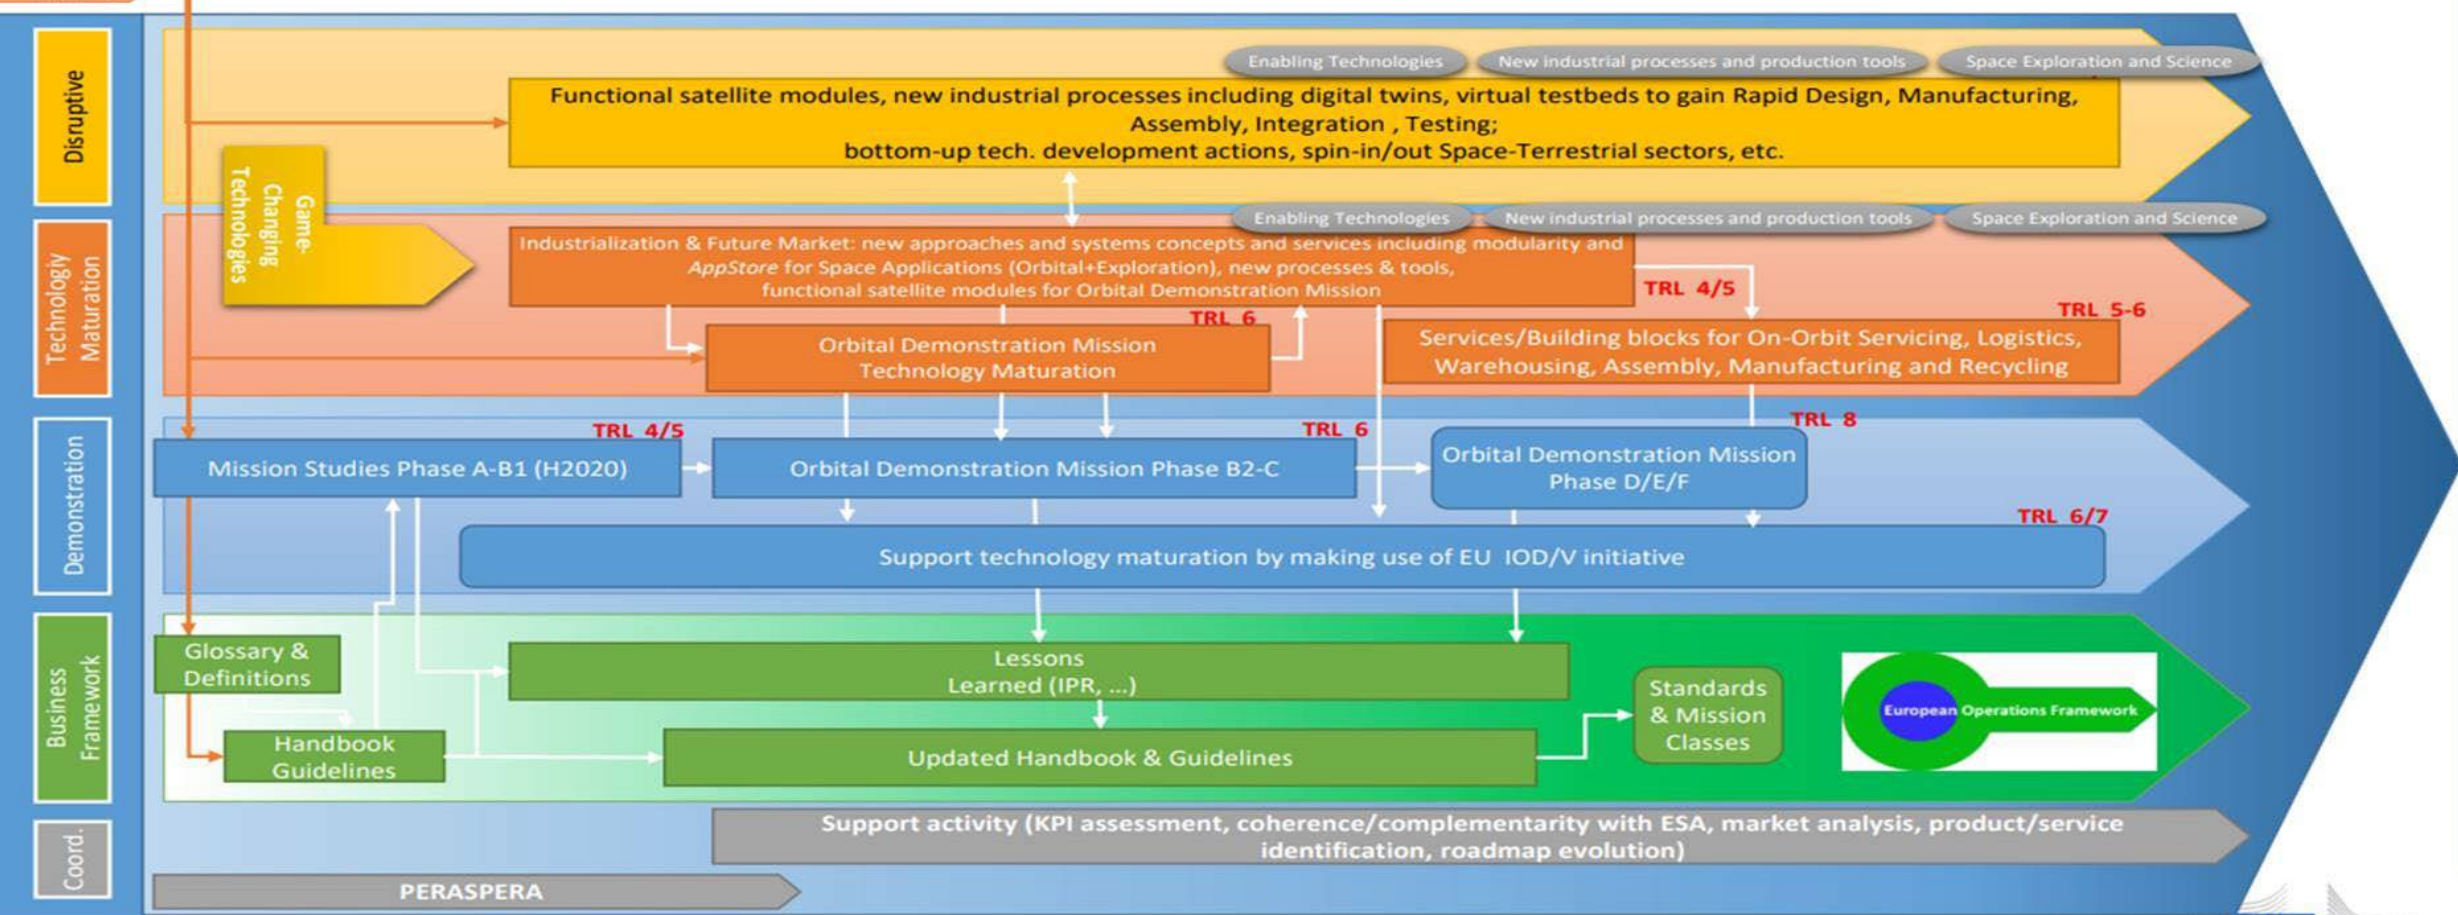 Disruptive
Enabling Technologies
New industrial processes and production tools
Space Exploration and Science
Functional satellite modules, new industrial processes including digital twins, virtual testbeds to gain Rapid Design, Manufacturing,
Assembly, Integration , Testing;
bottom-up tech. development actions, spin-in/out Space-Terrestrial sectors, etc.
Game-
Changing
Technologies
Technologiy
Maturation
Enabling Technologies
New industrial processes and production tools
Space Exploration and Science
Industrialization & Future Market: new approaches and systems concepts and services including modularity and
AppStore for Space Applications (Orbital+Exploration), new processes & tools,
functional satellite modules for Orbital Demonstration Mission
TRL 4/5
TRL 6
Orbital Demonstration Mission
Technology Maturation
TRL 5-6
Services/Building blocks for On-Orbit Servicing, Logistics,
Warehousing, Assembly, Manufacturing and Recycling
Demonstration
TRL 4/5
Mission Studies Phase A-B1 (H2020)
TRL 6
Orbital Demonstration Mission Phase B2-C
TRL 8
Orbital Demonstration Mission
Phase D/E/F
TRL 6/7
Support technology maturation by making use of EU IOD/V initiative
Business
Framework
Glossary &
Definitions
Handbook
Guidelines
Lessons
Learned (IPR, ...)
Updated Handbook & Guidelines
Standards
& Mission
Classes
European Operations Framework
Coord.
Support activity (KPI assessment, coherence/complementarity with ESA, market analysis, product/service
identification, roadmap evolution)
PERASPERA